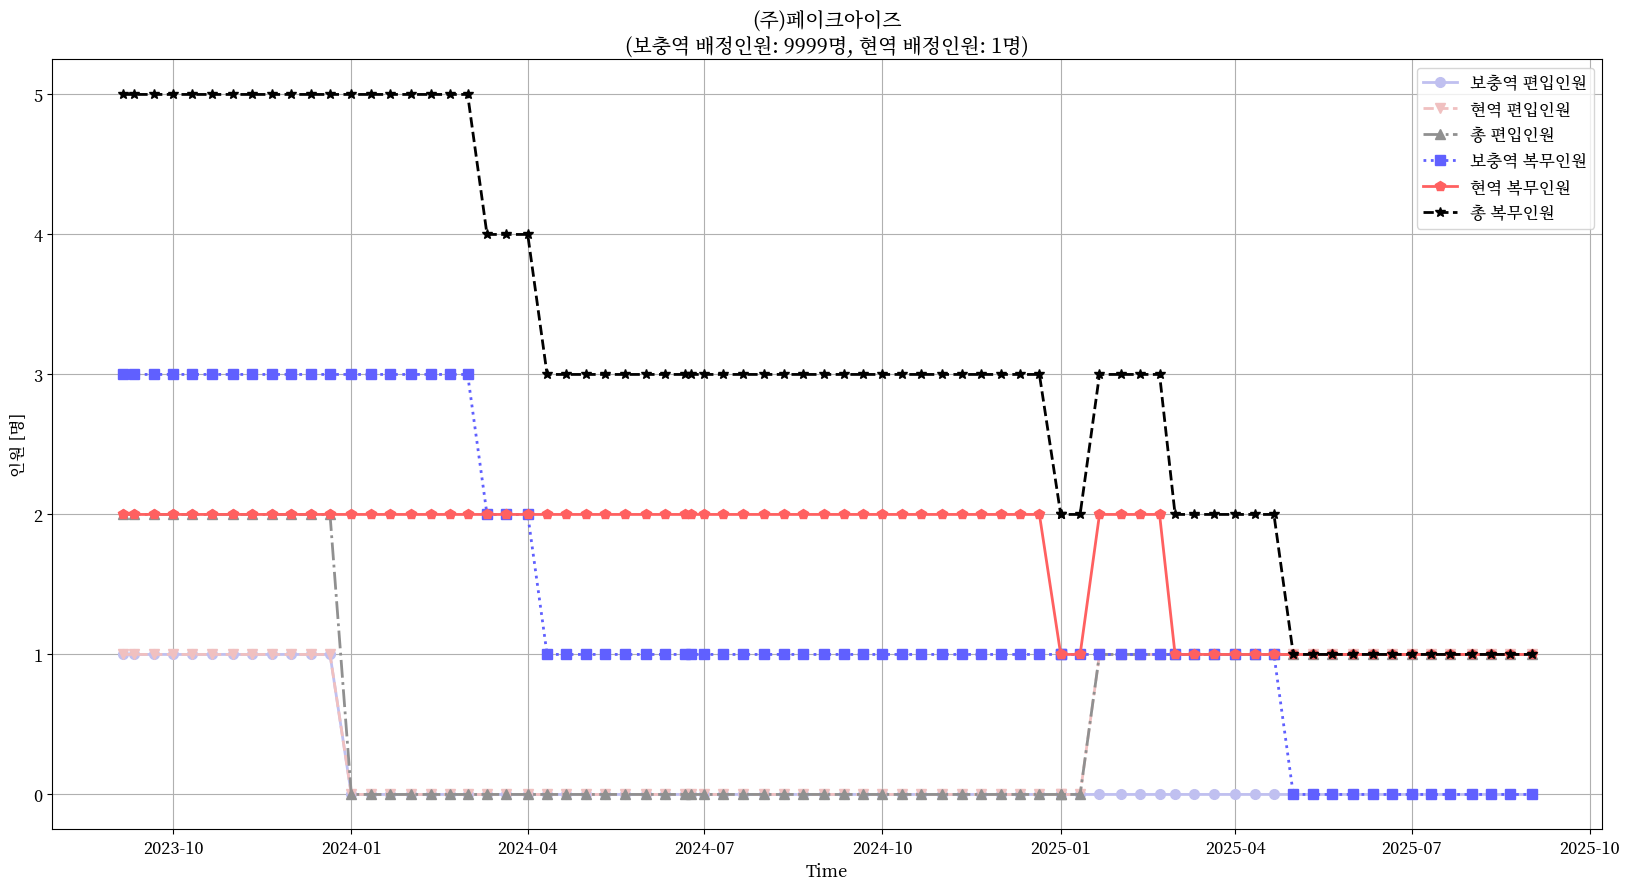 (주)페이크아이즈
(보충역 배정인원: 9999명, 현역 배정인원: 1명)
보충역 편입인원
현역 편입인원
총 편입인원
보충역 복무인원
현역 복무인원
총 복무인원
인원 [명]
5
4
3
2
1
0
2023-10
2024-01
2024-04
2024-07
2024-10
2025-01
2025-04
2025-07
2025-10
Time